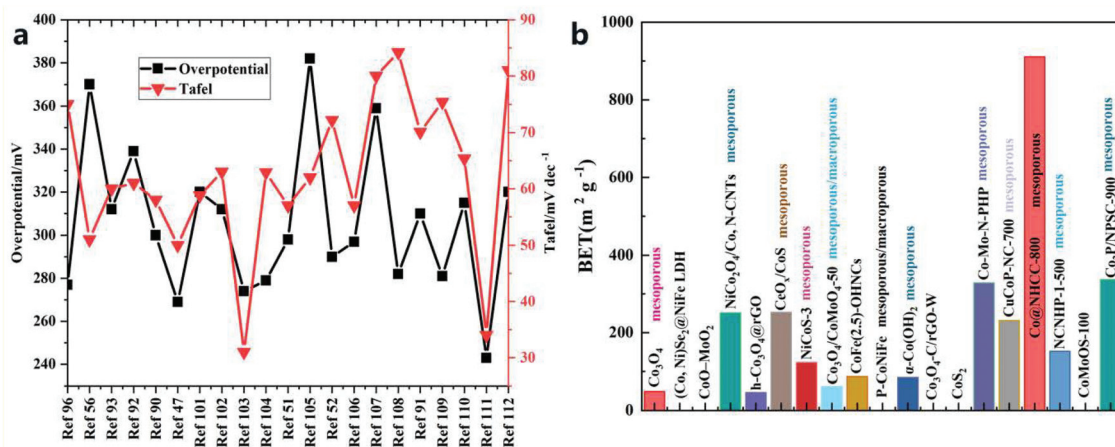 a
400
380
360
340
320
300
280
260
240
Overpotential/mV
Overpotential
Tafel
90
80
70
60
50
40
30
Tafel/mV dec⁻¹
Ref 96
Ref 56
Ref 93
Ref 92
Ref 90
Ref 47
Ref 101
Ref 102
Ref 103
Ref 104
Ref 51
Ref 105
Ref 52
Ref 106
Ref 107
Ref 108
Ref 91
Ref 109
Ref 110
Ref 111
Ref 112
b
1000
800
600
400
200
0
BET(m² g⁻¹)
Co₃O₄ mesoporous
(Co, Ni)Se₂@NiFe LDH
CoO–MoO₂
NiCo₂O₄/Co, N-CNTs mesoporous
h-Co₃O₄@rGO
CeOₓ/CoS mesoporous
NiCoS-3 mesoporous
Co₃O₄/CoMoO₄-50 mesoporous/macroporous
CoFe(2.5)-OHNCs
P-CoNiFe mesoporous/macroporous
α-Co(OH)₂ mesoporous
Co₃O₄-C/rGO-W
CoS₂
Co-Mo-N-PHP mesoporous
CuCoP-NC-700 mesoporous
Co@NHCC-800 mesoporous
NCNHP-1-500 mesoporous
CoMoOS-100
Co₂P/NPSC-900 mesoporous